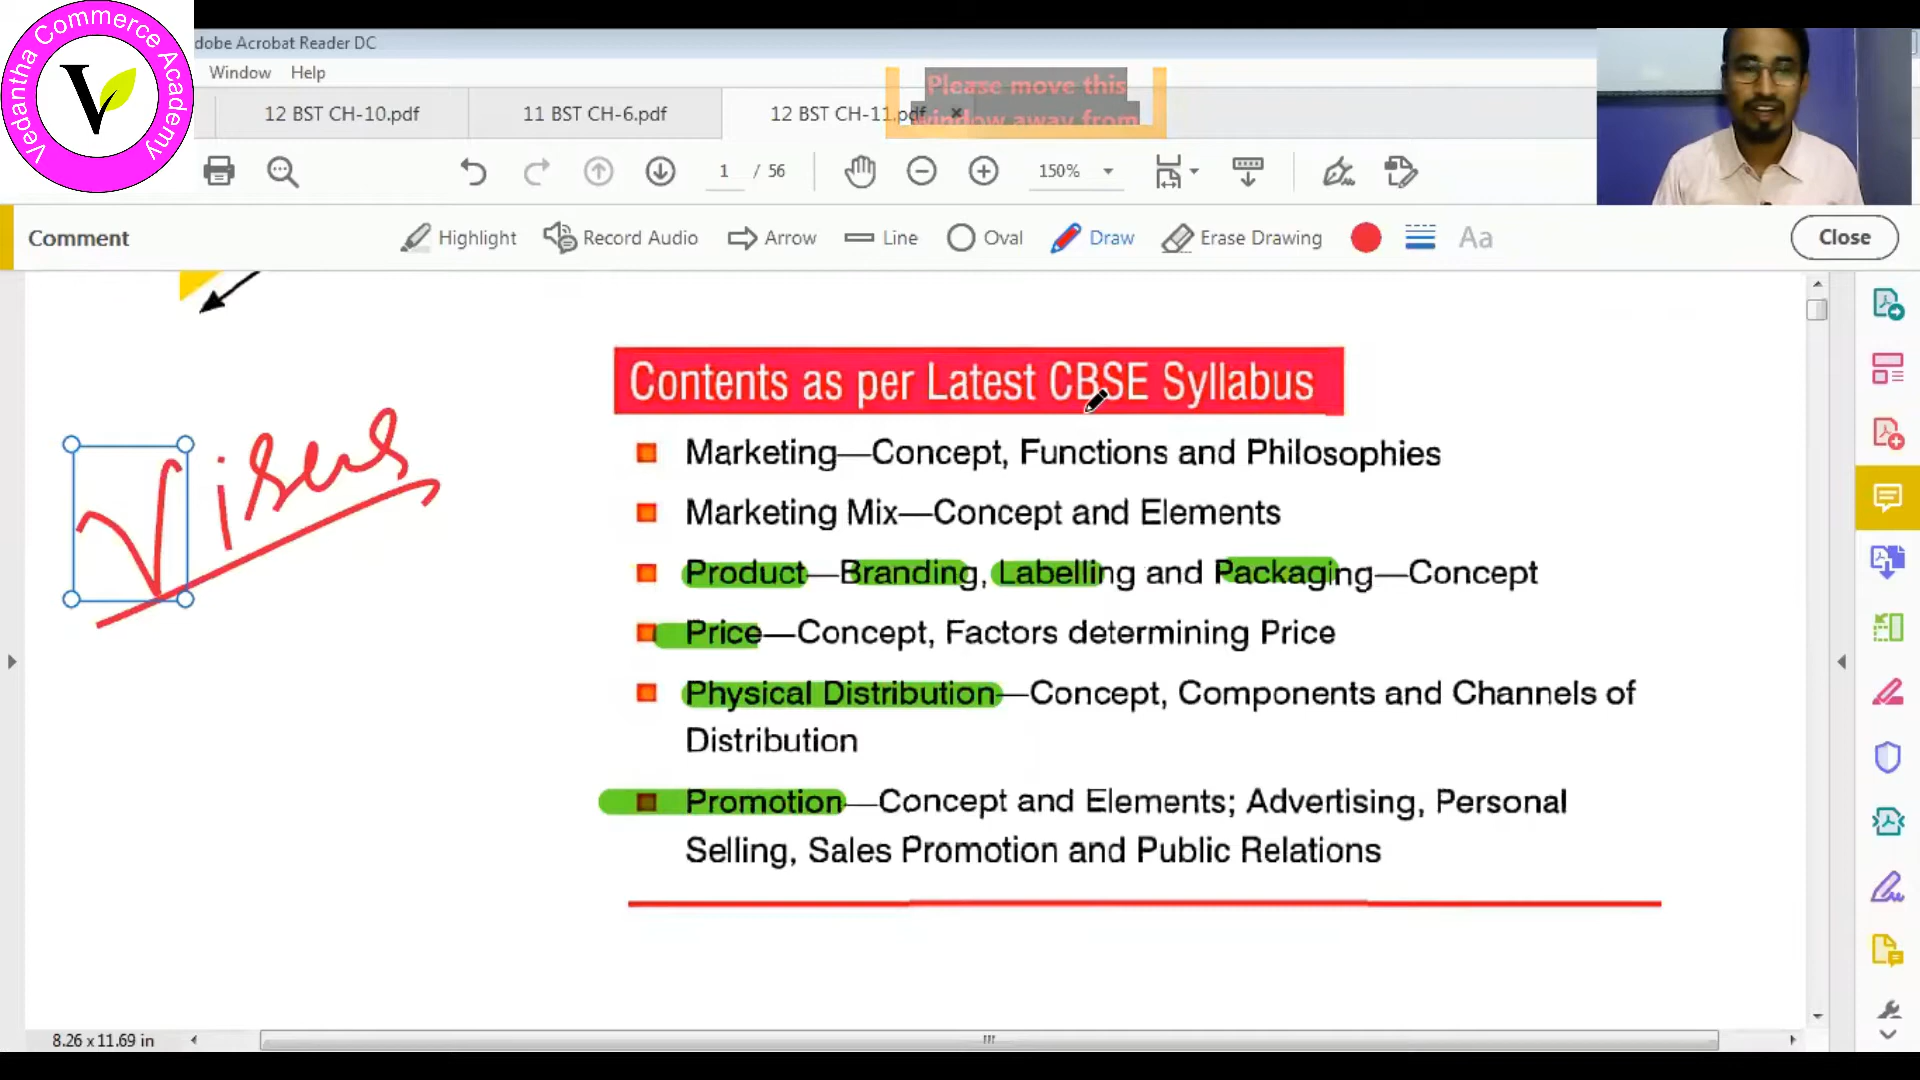 Vedantha Commerce Academy
V
dobe Acrobat Reader DC
Window Help
12 BST CH-10.pdf 11 BST CH-6.pdf 12 BST CH-11.pdf ×
Please move this
window away from
1 / 56 150%
Comment Highlight Record Audio Arrow Line Oval Draw Erase Drawing Aa Close
Contents as per Latest CBSE Syllabus
Marketing—Concept, Functions and Philosophies
Marketing Mix—Concept and Elements
Product—Branding, Labelling and Packaging—Concept
Price—Concept, Factors determining Price
Physical Distribution—Concept, Components and Channels of
Distribution
Promotion—Concept and Elements; Advertising, Personal
Selling, Sales Promotion and Public Relations
8.26 x 11.69 in